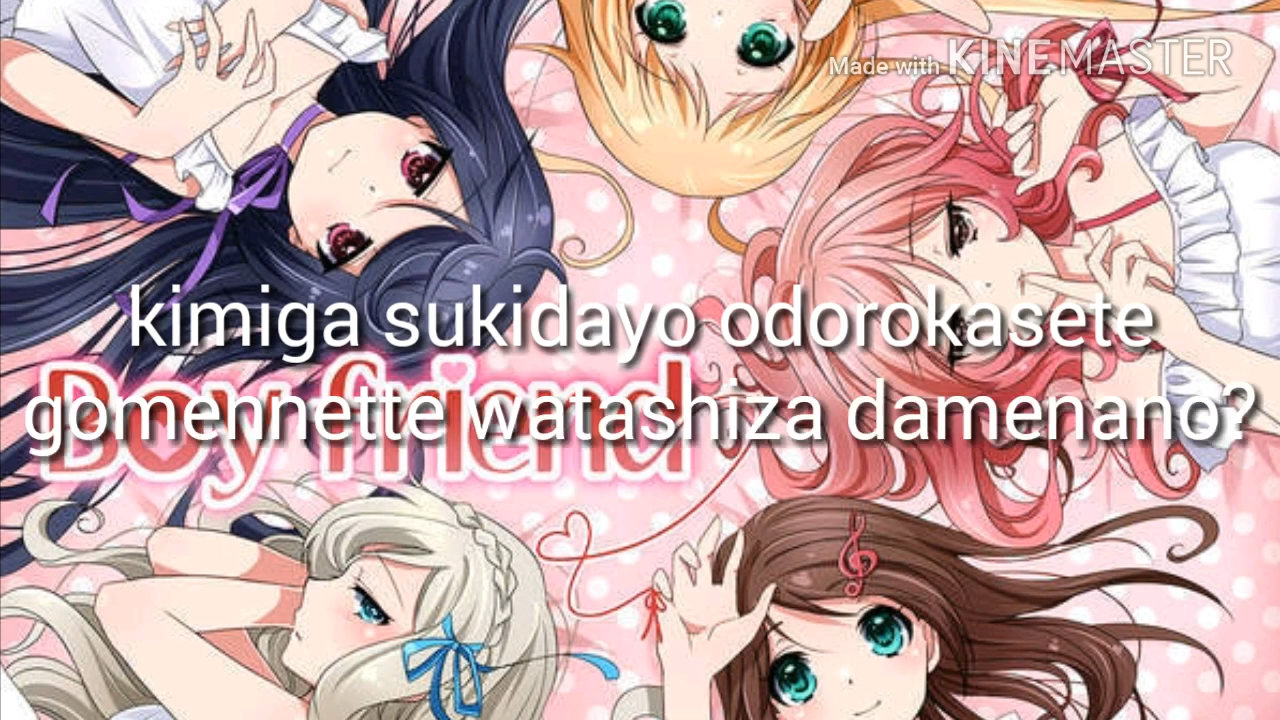 Made with KINEMASTER
kimiga sukidayo odorokasete
Boy friend
gomennette watashiza damenano?